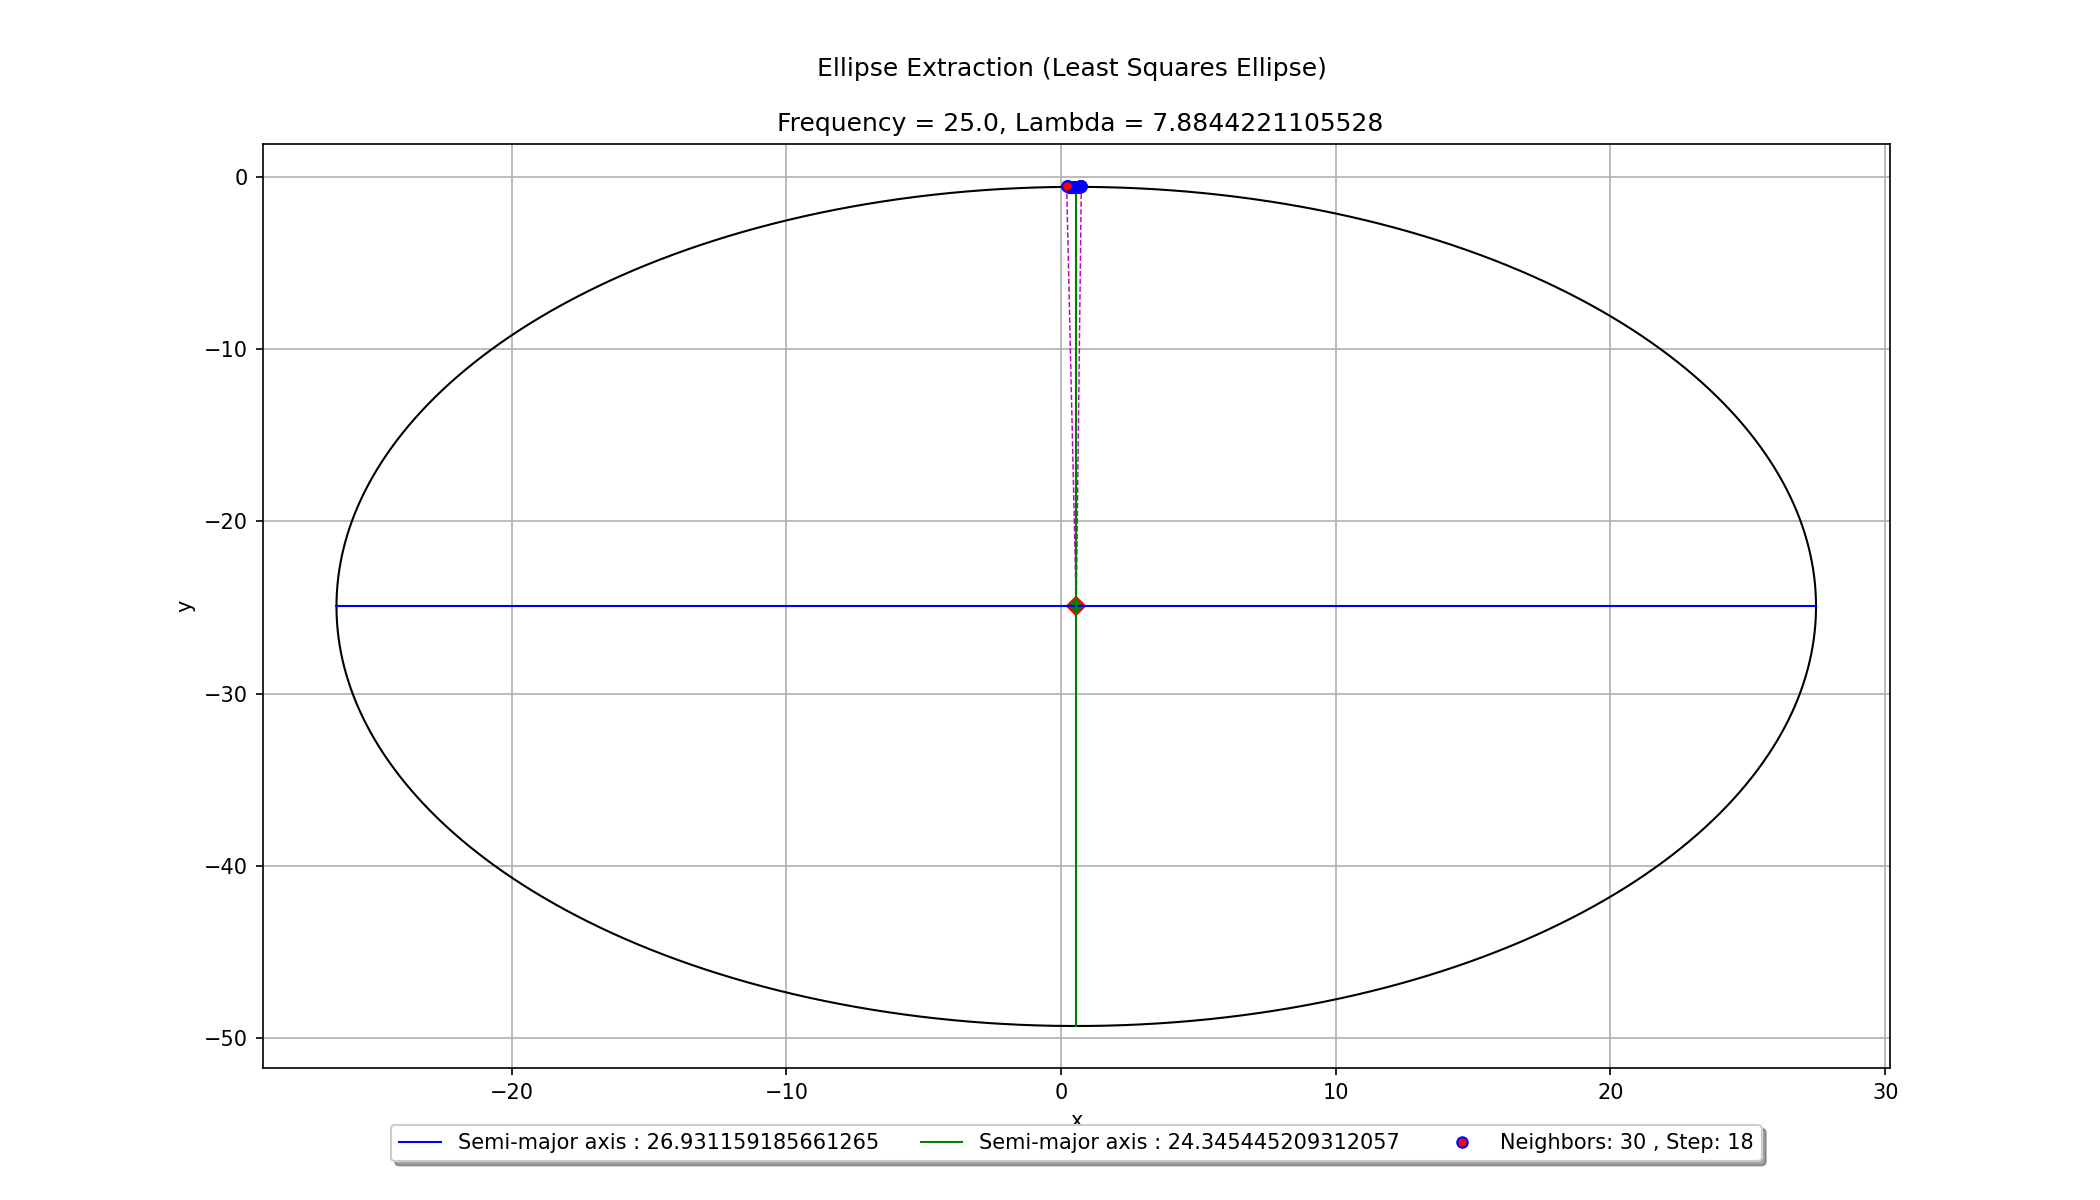 Ellipse Extraction (Least Squares Ellipse)
Frequency = 25.0, Lambda = 7.8844221105528
0
−10
−20
−30
−40
−50
y
−20
−10
0
10
20
30
x
Semi-major axis : 26.931159185661265
Semi-major axis : 24.345445209312057
Neighbors: 30 , Step: 18